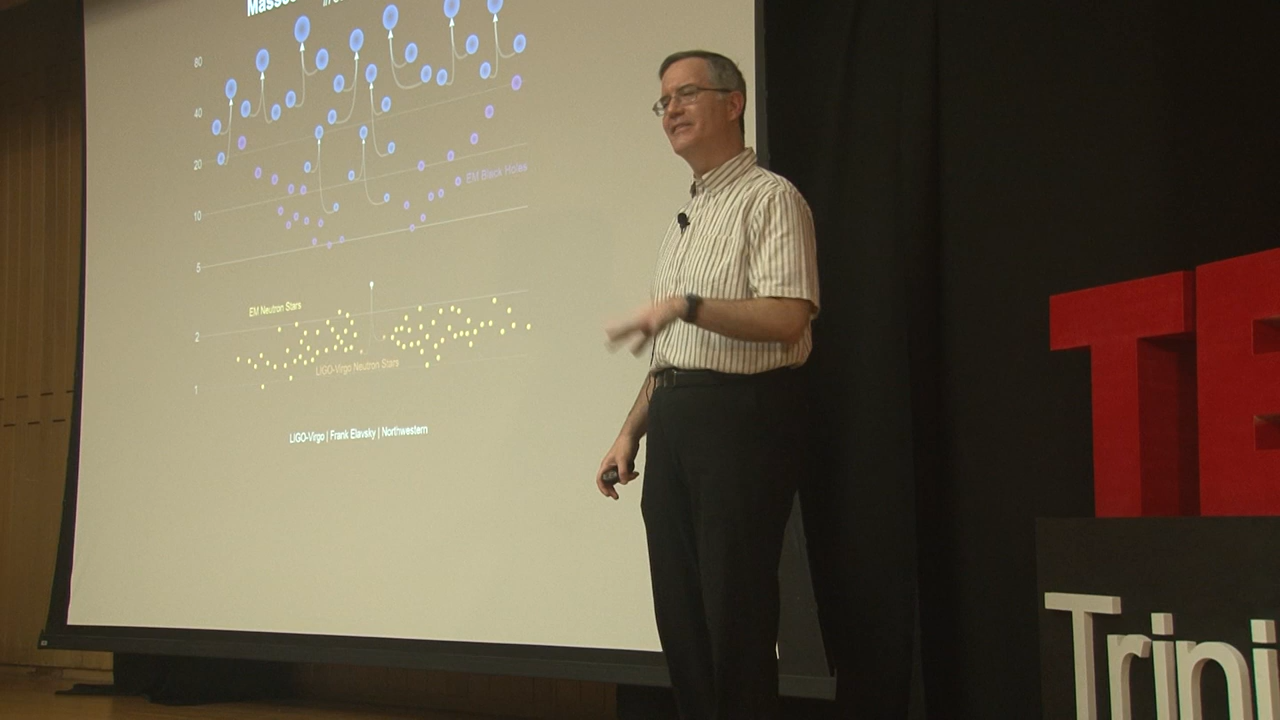 80
40
20
EM Black Holes
10
5
EM Neutron Stars
2
LIGO-Virgo Neutron Stars
1
LIGO-Virgo | Frank Elavsky | Northwestern
TE
Trini